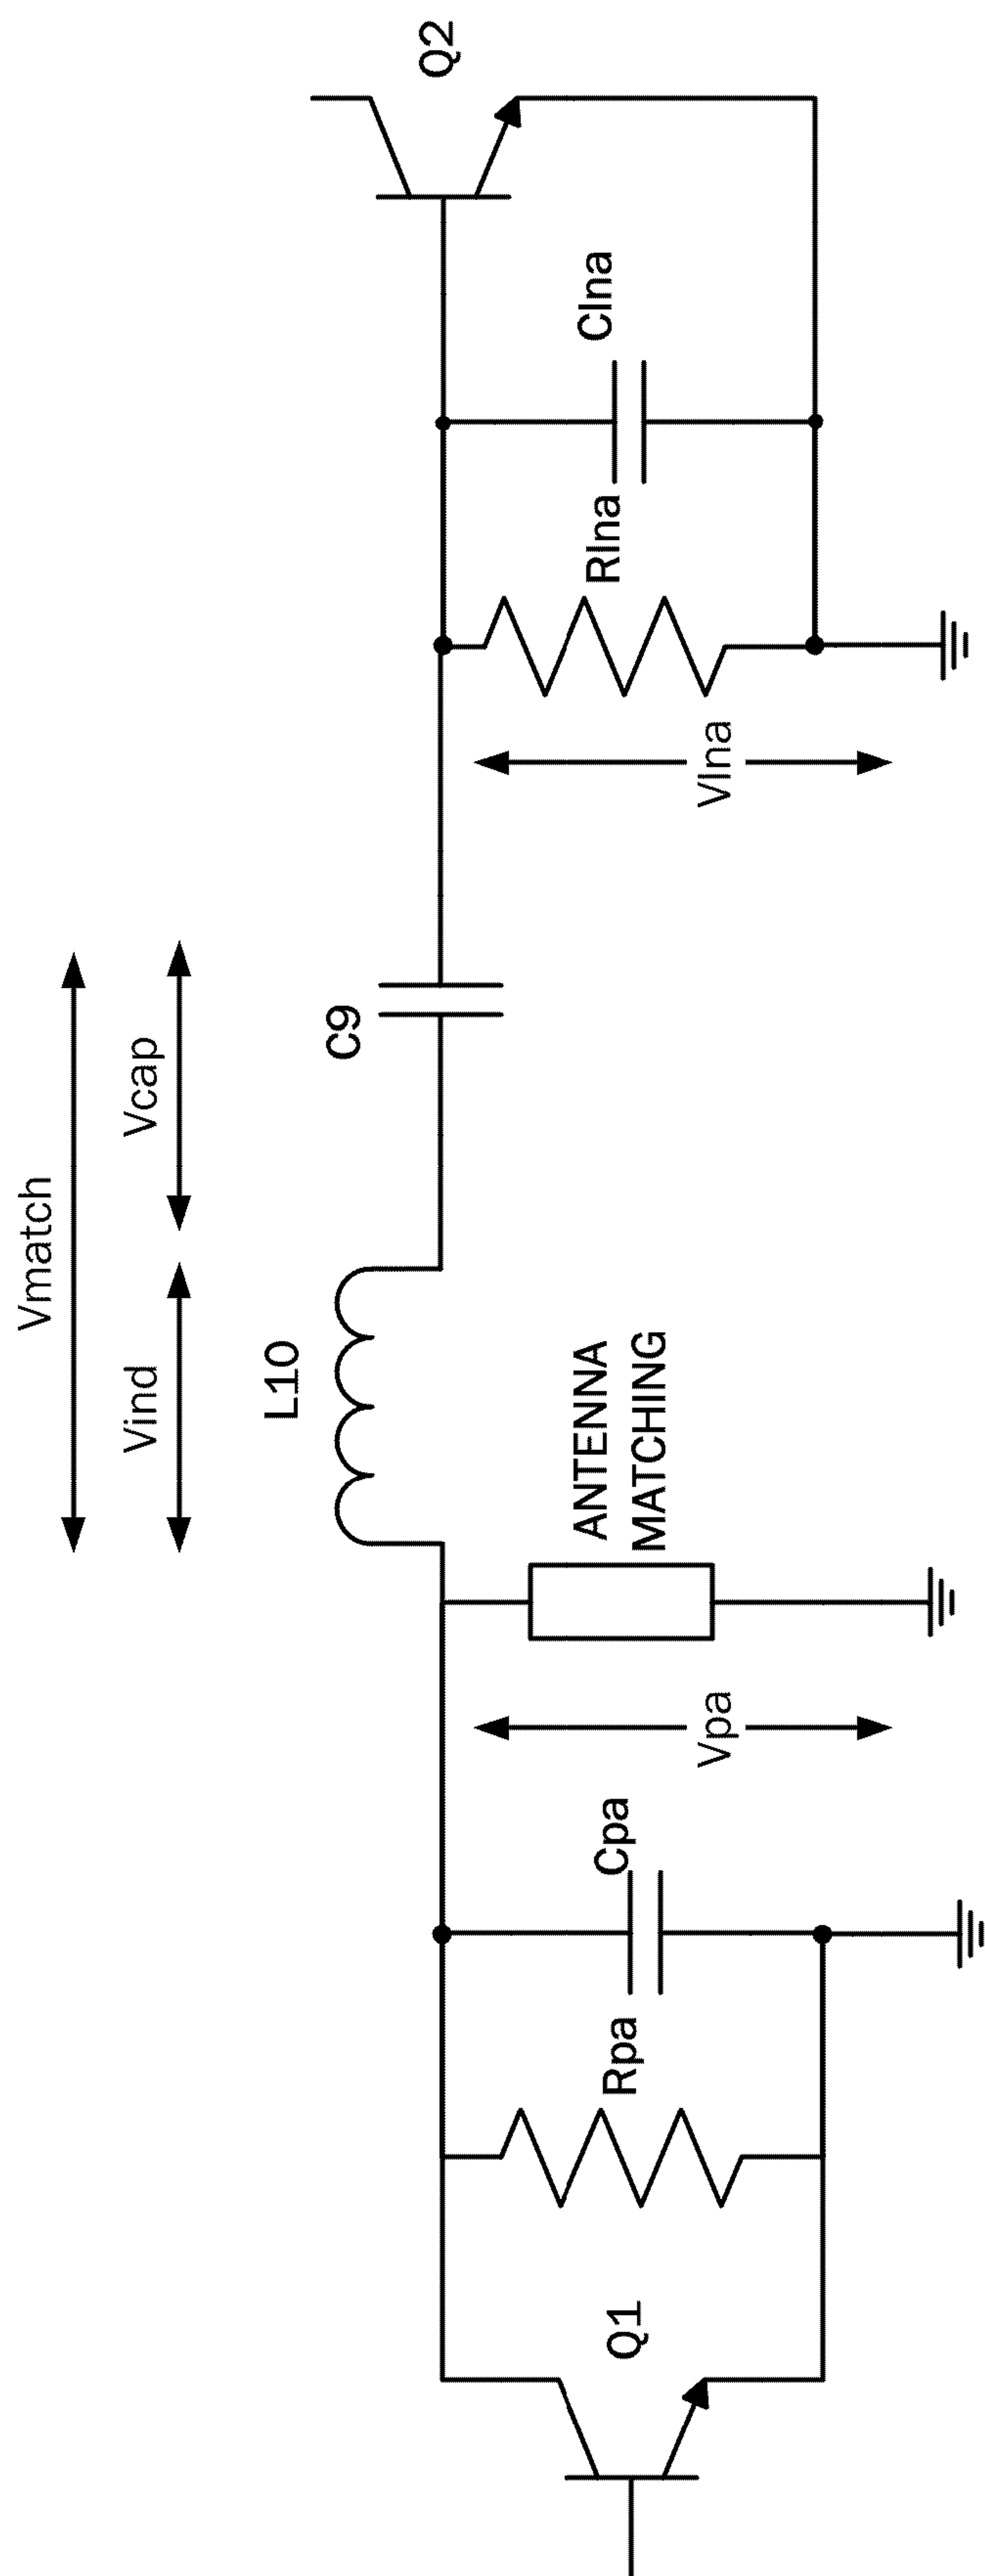 Vmatch
Vind
Vcap
L10
C9
Q1
Rpa
Cpa
Vpa
ANTENNA
MATCHING
Vlna
Rlna
Clna
Q2